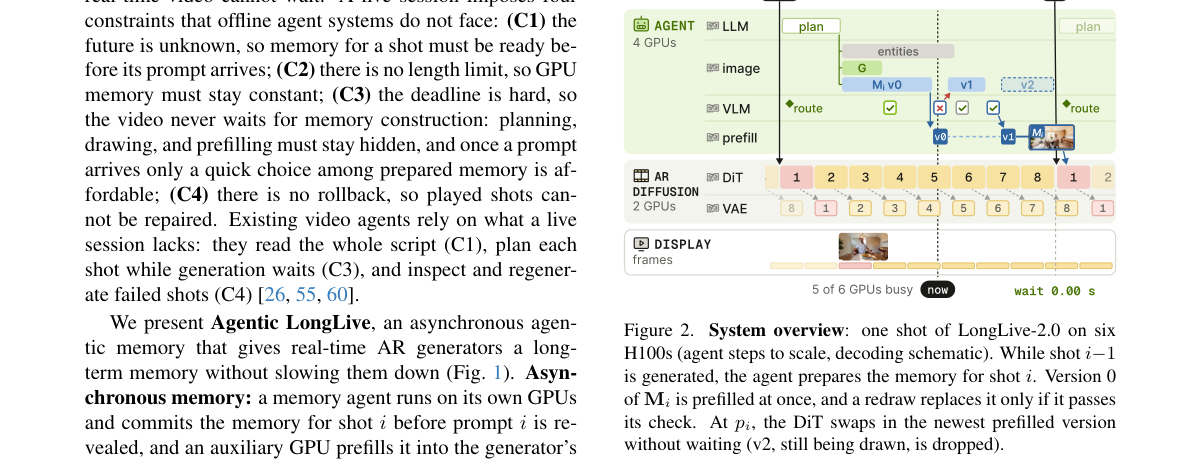 real-time video cannot wait. A live session imposes four
constraints that offline agent systems do not face: (C1) the
future is unknown, so memory for a shot must be ready be-
fore its prompt arrives; (C2) there is no length limit, so GPU
memory must stay constant; (C3) the deadline is hard, so
the video never waits for memory construction: planning,
drawing, and prefilling must stay hidden, and once a prompt
arrives only a quick choice among prepared memory is af-
fordable; (C4) there is no rollback, so played shots can-
not be repaired. Existing video agents rely on what a live
session lacks: they read the whole script (C1), plan each
shot while generation waits (C3), and inspect and regener-
ate failed shots (C4) [26, 55, 60].
We present Agentic LongLive, an asynchronous agen-
tic memory that gives real-time AR generators a long-
term memory without slowing them down (Fig. 1). Asyn-
chronous memory: a memory agent runs on its own GPUs
and commits the memory for shot i before prompt i is re-
vealed, and an auxiliary GPU prefills it into the generator's
AGENT
4 GPUs
LLM
plan
plan
image
entities
G
Mᵢ v0
v1
v2
VLM
route
route
prefill
v0
v1
Mᵢ
AR
DIFFUSION
2 GPUs
DiT
1 2 3 4 5 6 7 8 1 2
VAE
8 1 2 3 4 5 6 7 8 1
DISPLAY
frames
5 of 6 GPUs busy
now
wait 0.00 s
Figure 2. System overview: one shot of LongLive-2.0 on six
H100s (agent steps to scale, decoding schematic). While shot i−1
is generated, the agent prepares the memory for shot i. Version 0
of Mᵢ is prefilled at once, and a redraw replaces it only if it passes
its check. At pᵢ, the DiT swaps in the newest prefilled version
without waiting (v2, still being drawn, is dropped).